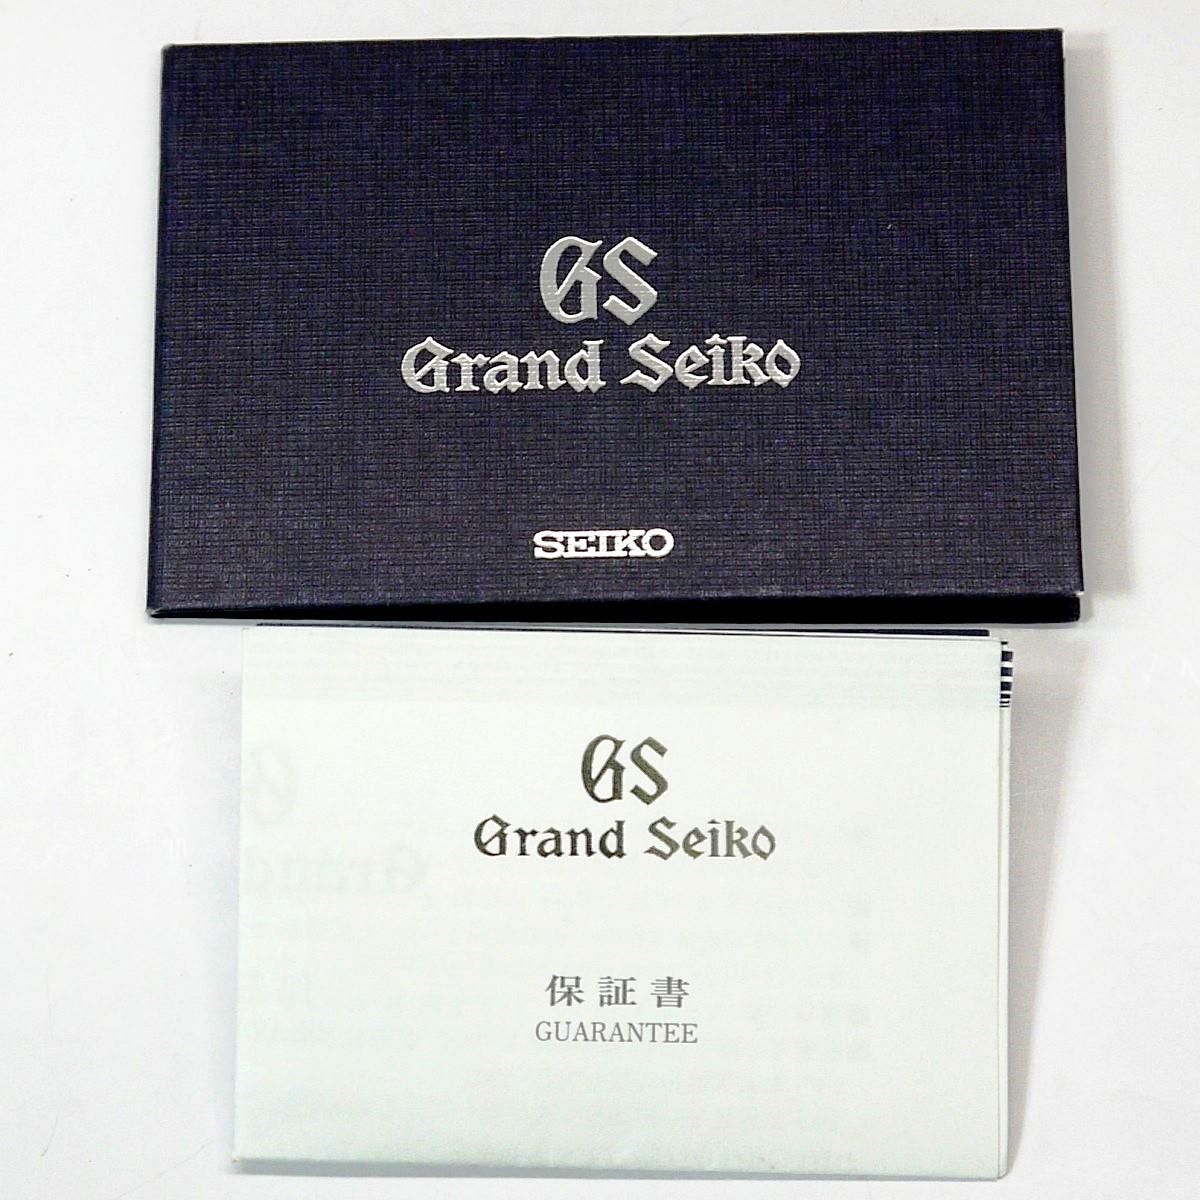 GS
Grand Seiko
SEIKO
GS
Grand Seiko
保証書
GUARANTEE